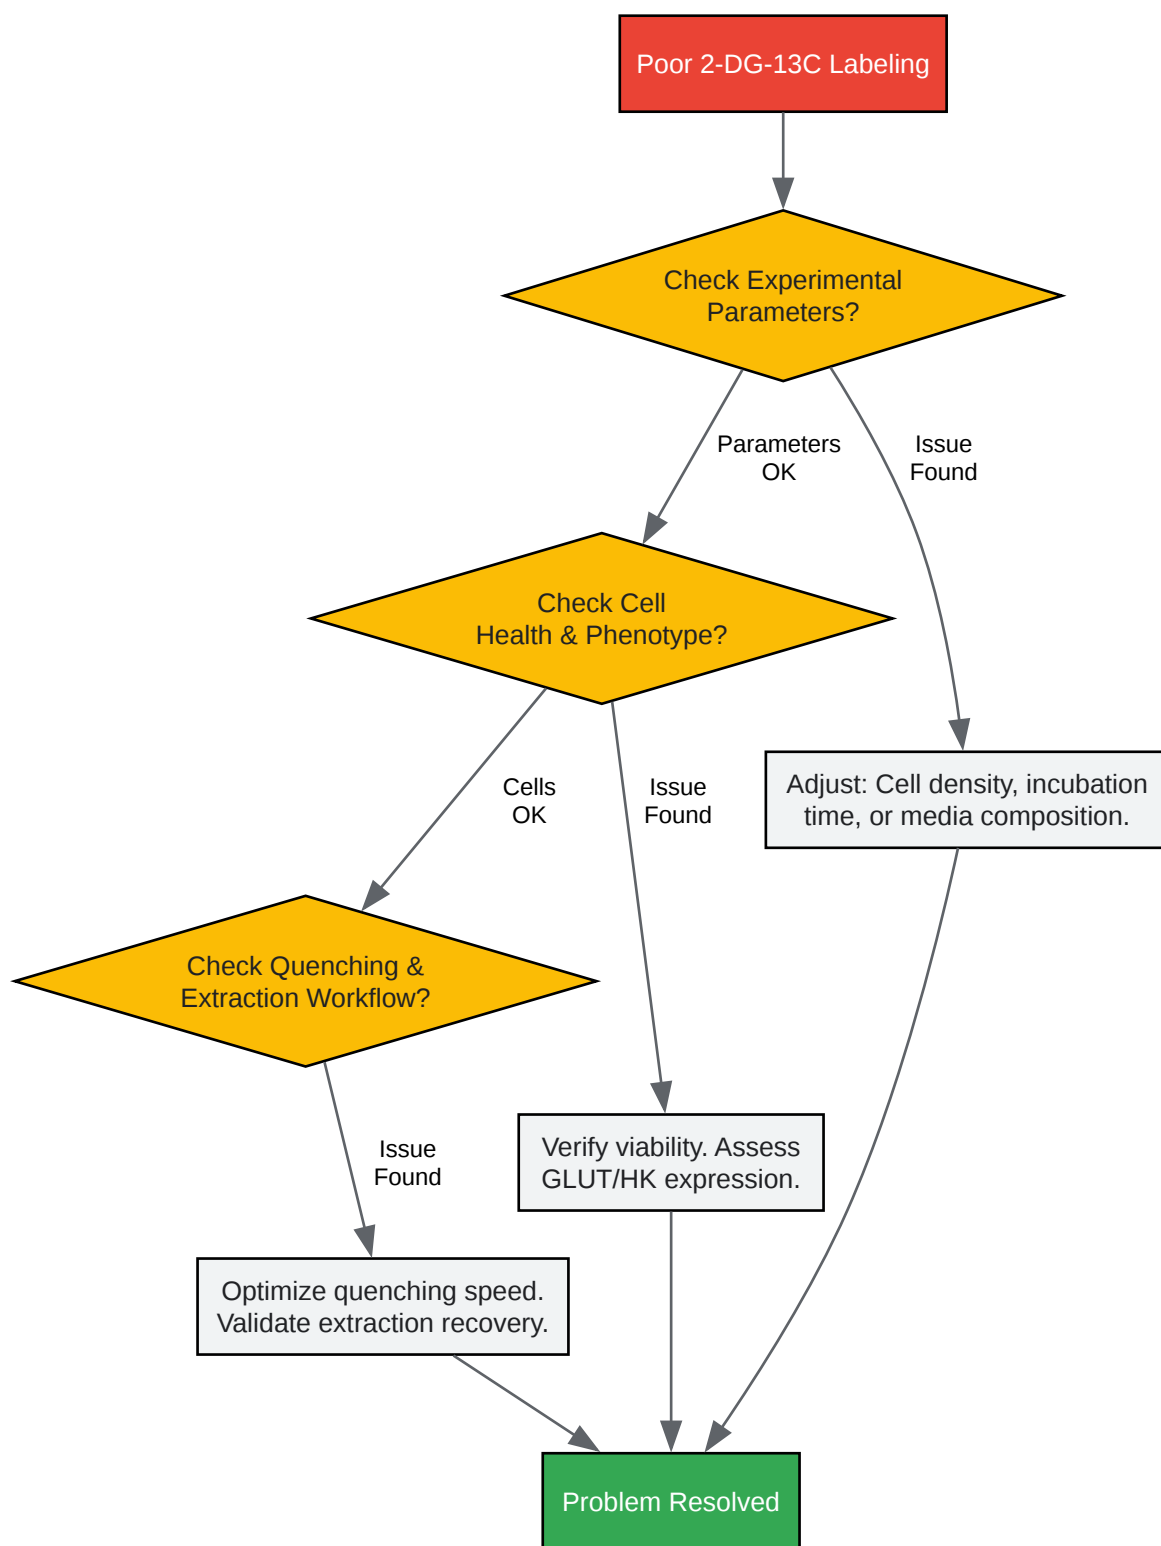 Poor 2-DG-13C Labeling
Check Experimental
Parameters?
Parameters
OK
Issue
Found
Check Cell
Health & Phenotype?
Cells
OK
Issue
Found
Adjust: Cell density, incubation
time, or media composition.
Check Quenching &
Extraction Workflow?
Issue
Found
Verify viability. Assess
GLUT/HK expression.
Optimize quenching speed.
Validate extraction recovery.
Problem Resolved